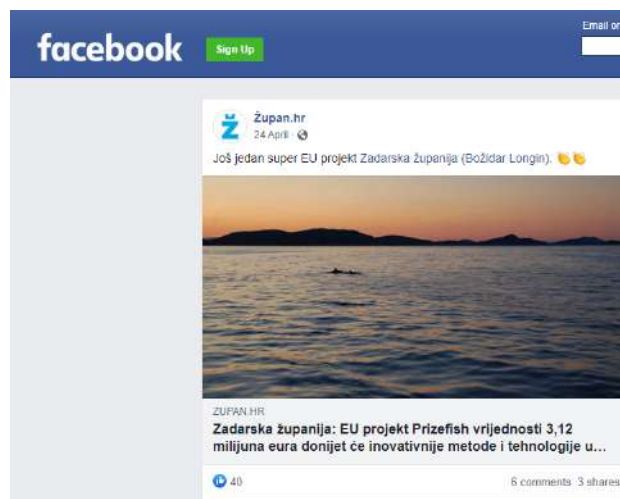 facebook
Sign Up
Email or
Ž
Župan.hr
24 April ·
Još jedan super EU projekt Zadarska županija (Božidar Longin). 👏👏
ZUPAN.HR
Zadarska županija: EU projekt Prizefish vrijednosti 3,12
milijuna eura donijet će inovativnije metode i tehnologije u...
40
6 comments 3 shares